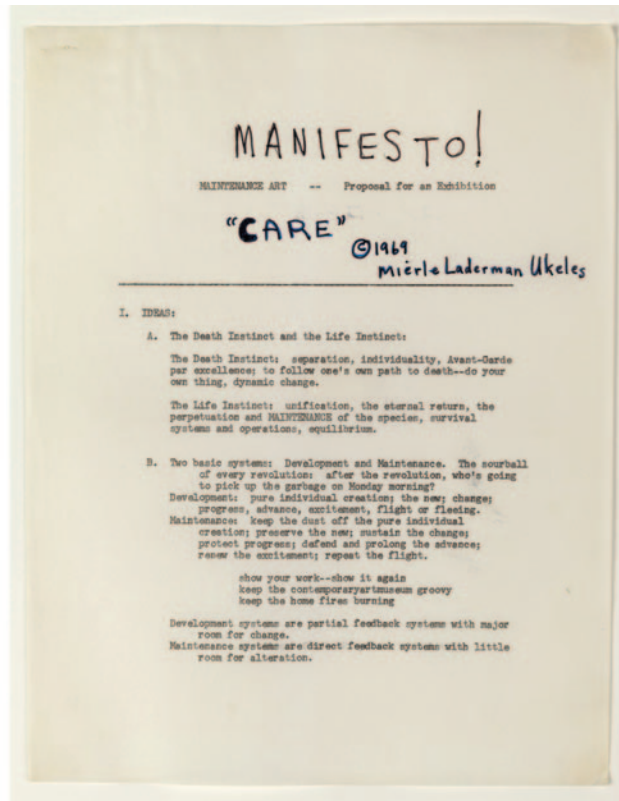 MANIFESTO!
MAINTENANCE ART -- Proposal for an Exhibition
"CARE"
©1969
Mierle Laderman Ukeles
I. IDEAS:
A. The Death Instinct and the Life Instinct:
The Death Instinct: separation, individuality, Avant-Garde
par excellence; to follow one's own path to death--do your
own thing, dynamic change.
The Life Instinct: unification, the eternal return, the
perpetuation and MAINTENANCE of the species, survival
systems and operations, equilibrium.
B. Two basic systems: Development and Maintenance. The sourball
of every revolution: after the revolution, who's going
to pick up the garbage on Monday morning?
Development: pure individual creation; the new; change;
progress, advance, excitement, flight or fleeing.
Maintenance: keep the dust off the pure individual
creation; preserve the new; sustain the change;
protect progress; defend and prolong the advance;
renew the excitement; repeat the flight.
show your work--show it again
keep the contemporaryartmuseum groovy
keep the home fires burning
Development systems are partial feedback systems with major
room for change.
Maintenance systems are direct feedback systems with little
room for alteration.